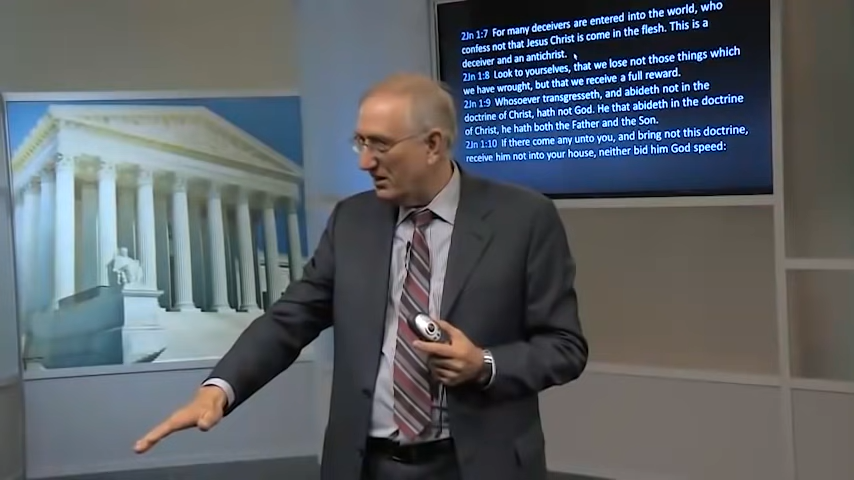 2Jn 1:7 For many deceivers are entered into the world, who
confess not that Jesus Christ is come in the flesh. This is a
deceiver and an antichrist.
2Jn 1:8 Look to yourselves, that we lose not those things which
we have wrought, but that we receive a full reward.
2Jn 1:9 Whosoever transgresseth, and abideth not in the
doctrine of Christ, hath not God. He that abideth in the doctrine
of Christ, he hath both the Father and the Son.
2Jn 1:10 If there come any unto you, and bring not this doctrine,
receive him not into your house, neither bid him God speed: